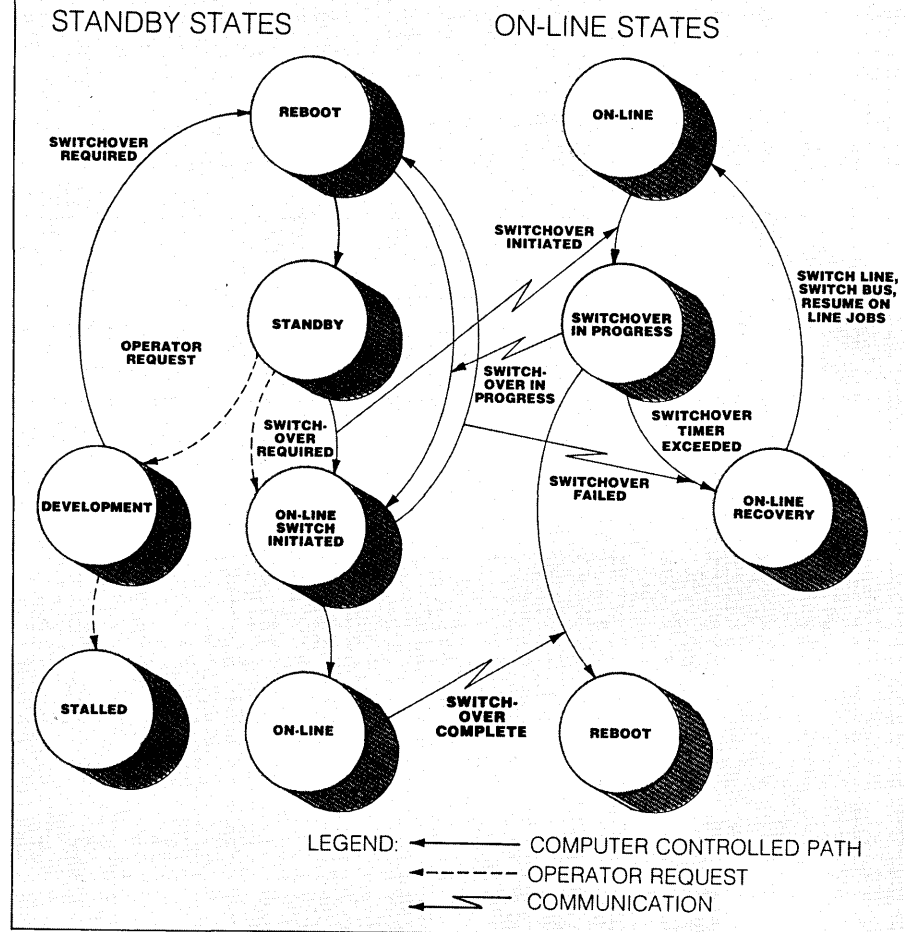 STANDBY STATES
ON-LINE STATES
REBOOT
ON-LINE
SWITCHOVER
REQUIRED
SWITCHOVER
INITIATED
SWITCH LINE,
SWITCH BUS,
RESUME ON
LINE JOBS
STANDBY
SWITCHOVER
IN PROGRESS
OPERATOR
REQUEST
SWITCH-
OVER IN
PROGRESS
SWITCH-
OVER
REQUIRED
SWITCHOVER
TIMER
EXCEEDED
SWITCHOVER
FAILED
DEVELOPMENT
ON-LINE
SWITCH
INITIATED
ON-LINE
RECOVERY
STALLED
ON-LINE
SWITCH-
OVER
COMPLETE
REBOOT
LEGEND:
COMPUTER CONTROLLED PATH
OPERATOR REQUEST
COMMUNICATION